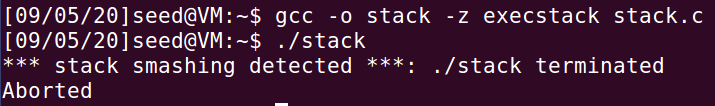 [09/05/20]seed@VM:~$ gcc -o stack -z execstack stack.c
[09/05/20]seed@VM:~$ ./stack
*** stack smashing detected ***: ./stack terminated
Aborted